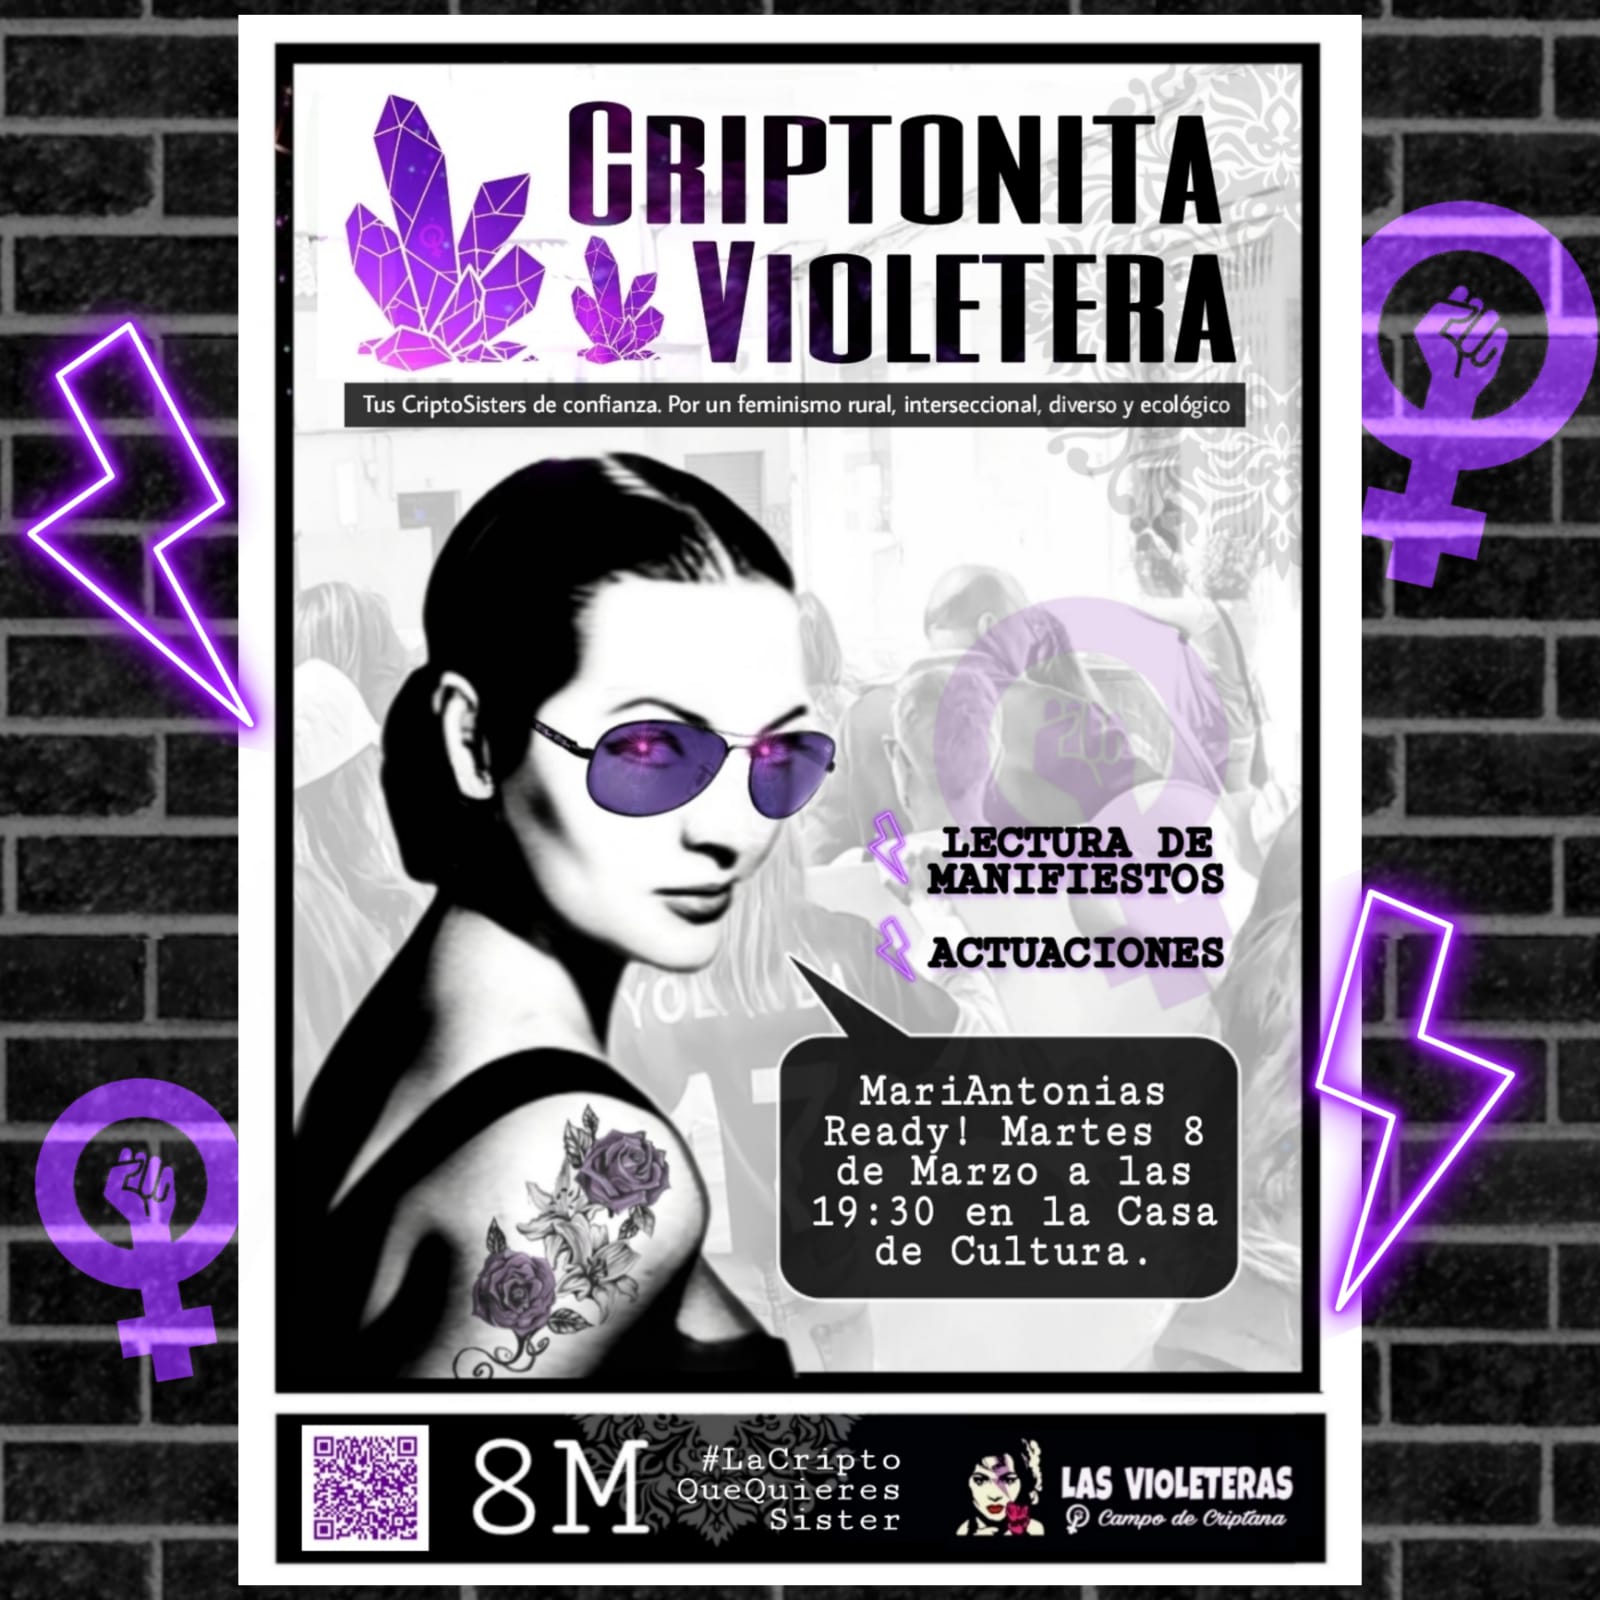 CRIPTONITA
VIOLETERA
Tus CriptoSisters de confianza. Por un feminismo rural, interseccional, diverso y ecológico
LECTURA DE
MANIFIESTOS
ACTUACIONES
MariAntonias
Ready! Martes 8
de Marzo a las
19:30 en la Casa
de Cultura.
8M
#LaCripto
QueQuieres
Sister
LAS VIOLETERAS
Campo de Criptana